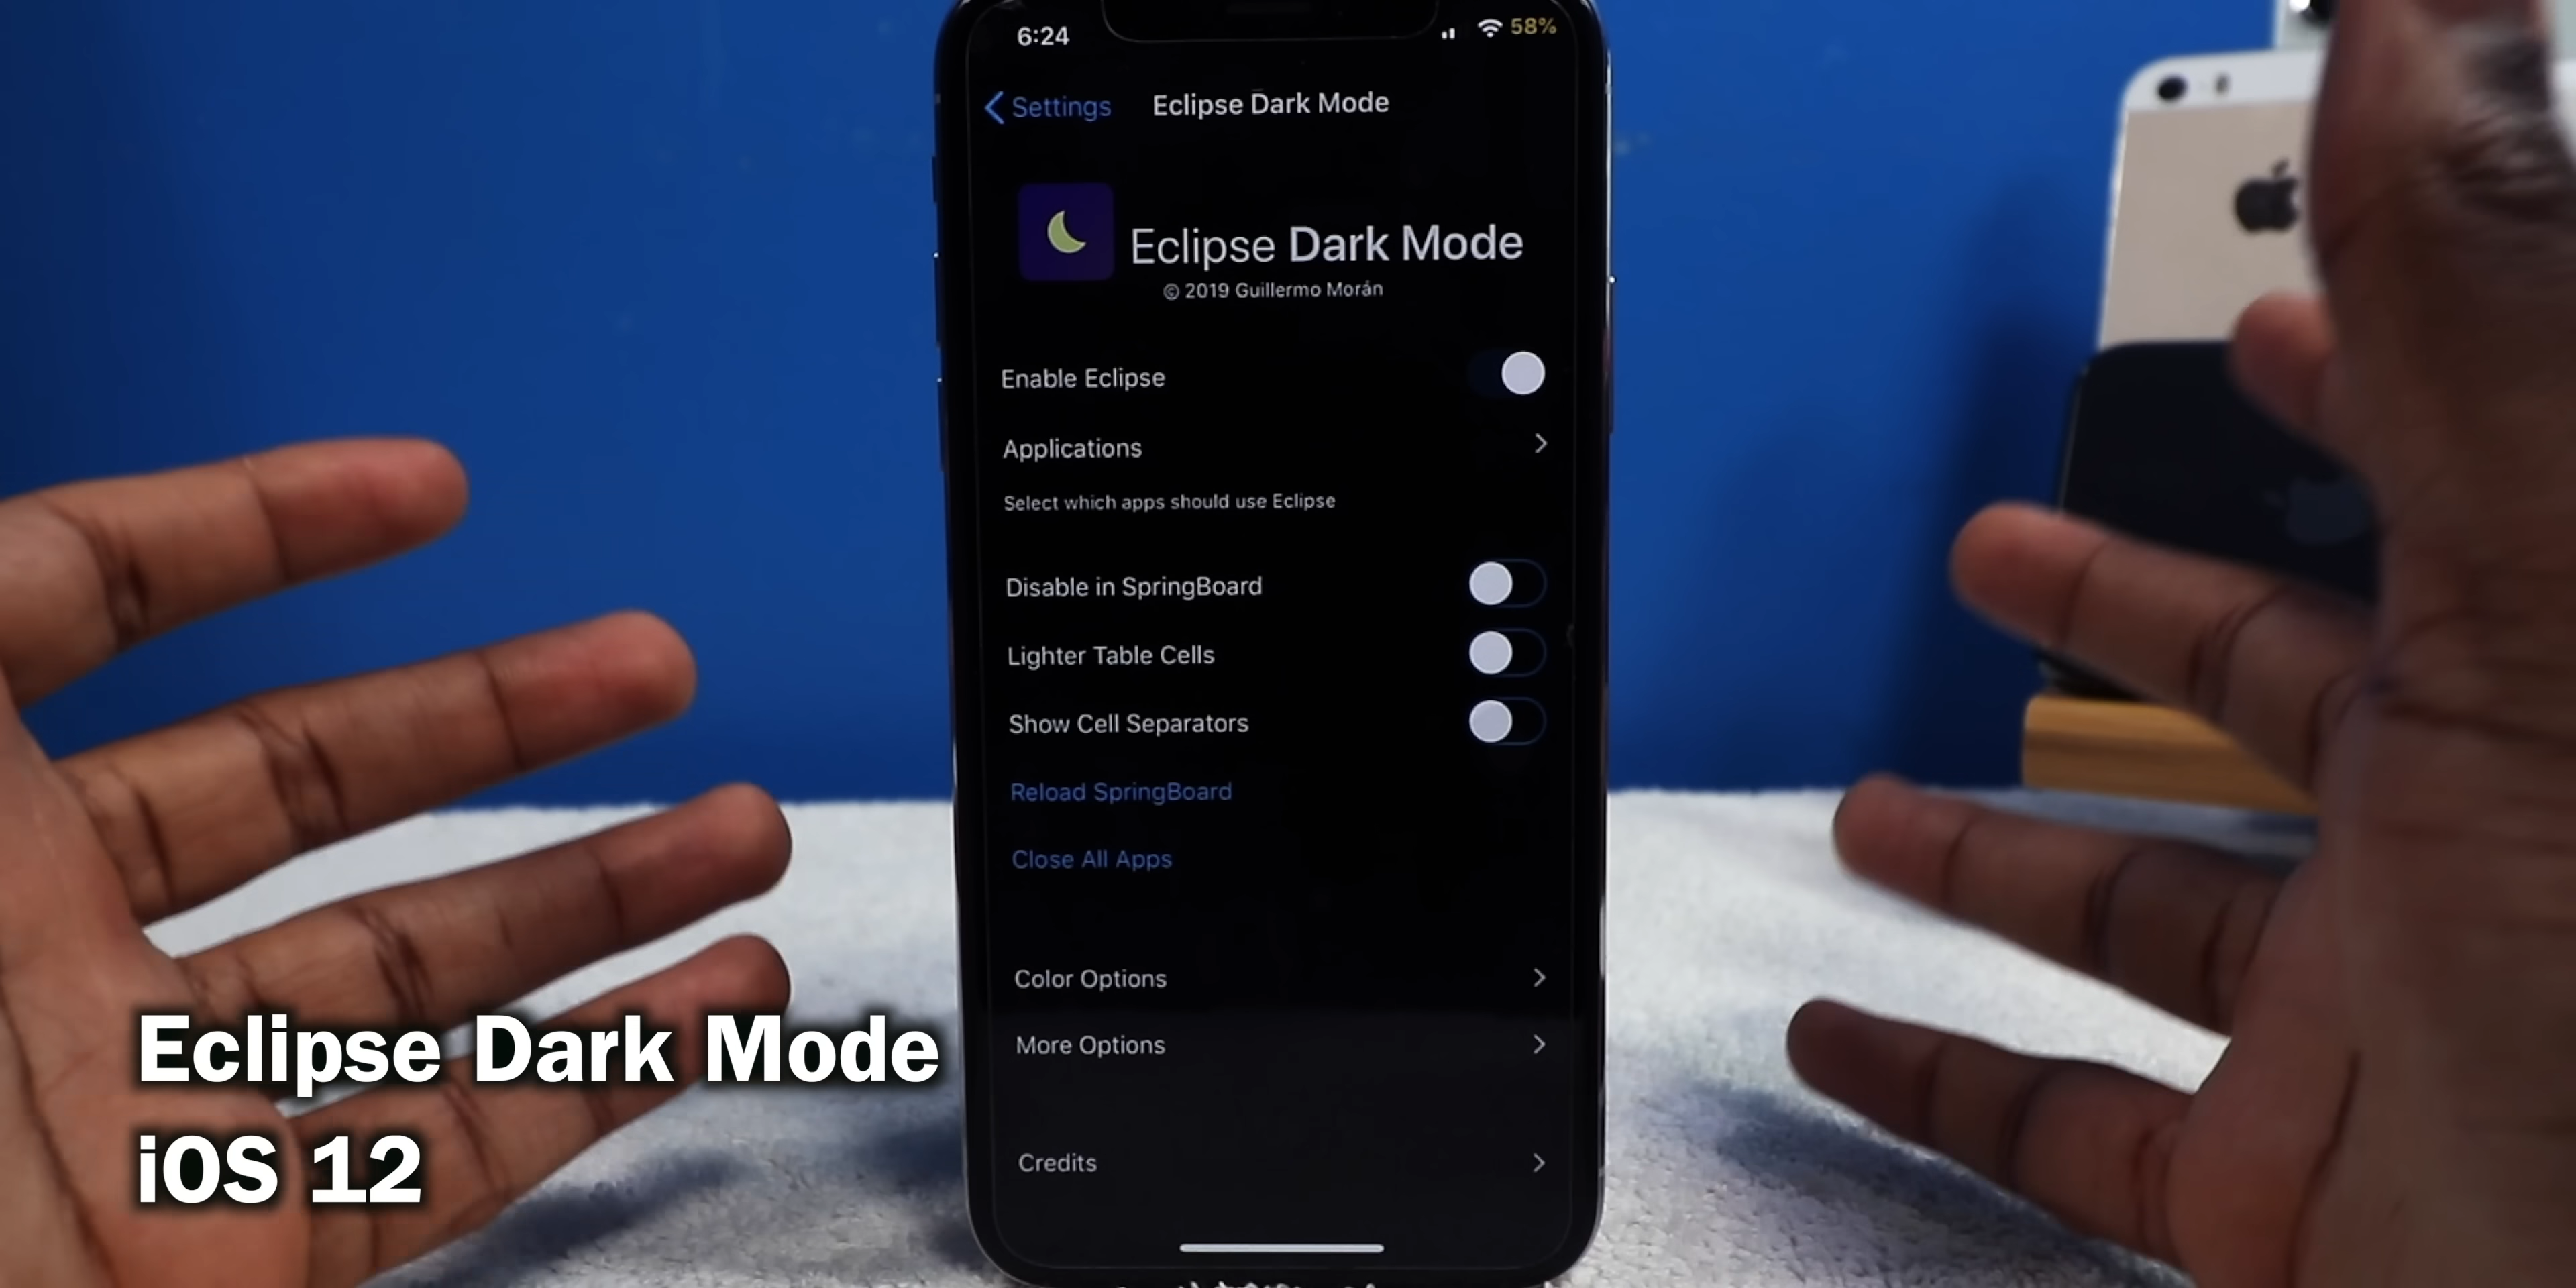 6:24
58%
Settings
Eclipse Dark Mode
Eclipse Dark Mode
© 2019 Guillermo Morán
Enable Eclipse
Applications
Select which apps should use Eclipse
Disable in SpringBoard
Lighter Table Cells
Show Cell Separators
Reload SpringBoard
Close All Apps
Color Options
More Options
Credits
Eclipse Dark Mode
iOS 12